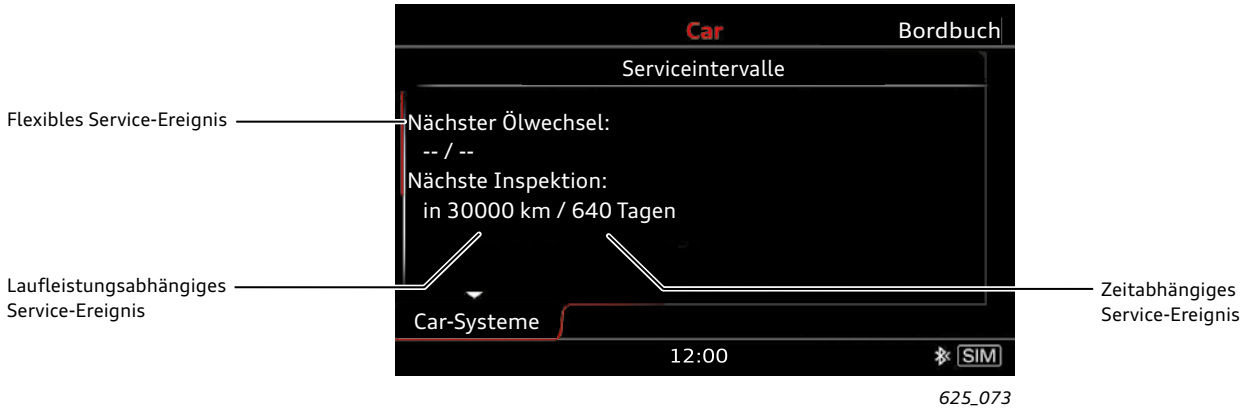 Car Bordbuch
Serviceintervalle
Flexibles Service-Ereignis
Nächster Ölwechsel:
-- / --
Nächste Inspektion:
in 30000 km / 640 Tagen
Laufleistungsabhängiges
Service-Ereignis
Zeitabhängiges
Service-Ereignis
Car-Systeme
12:00 SIM
625_073